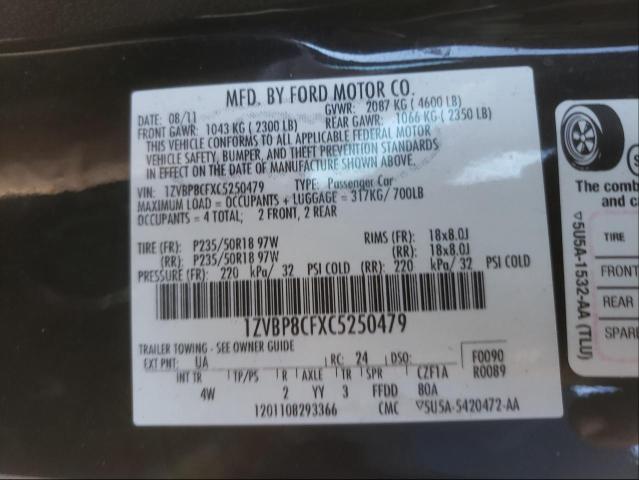 MFD. BY FORD MOTOR CO.
DATE: 08/11 GVWR: 2087 KG ( 4600 LB)
FRONT GAWR: 1043 KG ( 2300 LB) REAR GAWR: 1066 KG ( 2350 LB)
THIS VEHICLE CONFORMS TO ALL APPLICABLE FEDERAL MOTOR
VEHICLE SAFETY, BUMPER, AND THEFT PREVENTION STANDARDS
IN EFFECT ON THE DATE OF MANUFACTURE SHOWN ABOVE.
VIN: 1ZVBP8CFXC5250479 TYPE: Passenger Car
MAXIMUM LOAD = OCCUPANTS + LUGGAGE = 317KG/ 700LB
OCCUPANTS = 4 TOTAL; 2 FRONT, 2 REAR
TIRE (FR): P235/50R18 97W RIMS (FR): 18x8.0J
(RR): P235/50R18 97W (RR): 18x8.0J
PRESSURE (FR): 220 kPa/ 32 PSI COLD (RR): 220 kPa/ 32 PSI COLD
1ZVBP8CFXC5250479
TRAILER TOWING - SEE OWNER GUIDE
EXT PNT: UA RC: 24 DSO: F0090
R0089
INT TR TP/PS R AXLE TR SPR CZF1A
4W 2 YY 3 FFDD 80A
1201108293366 CMC ▽5U5A-5420472-AA
▽5U5A-1532-AA (TLU)
The comb
and ca
TIRE
FRONT
REAR
SPARE